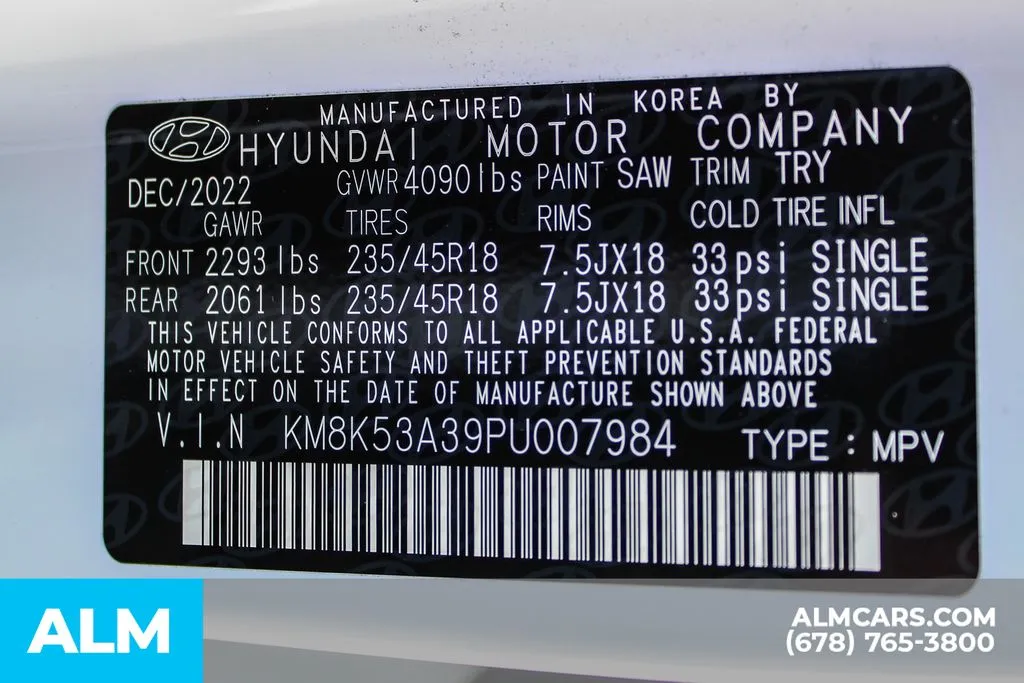 MANUFACTURED IN KOREA BY
HYUNDAI MOTOR COMPANY
DEC/2022 GVWR 4090 lbs PAINT SAW TRIM TRY
GAWR TIRES RIMS COLD TIRE INFL
FRONT 2293 lbs 235/45R18 7.5JX18 33psi SINGLE
REAR 2061 lbs 235/45R18 7.5JX18 33psi SINGLE
THIS VEHICLE CONFORMS TO ALL APPLICABLE U.S.A. FEDERAL
MOTOR VEHICLE SAFETY AND THEFT PREVENTION STANDARDS
IN EFFECT ON THE DATE OF MANUFACTURE SHOWN ABOVE
V.I.N KM8K53A39PU007984 TYPE : MPV
ALM
ALMCARS.COM
(678) 765-3800